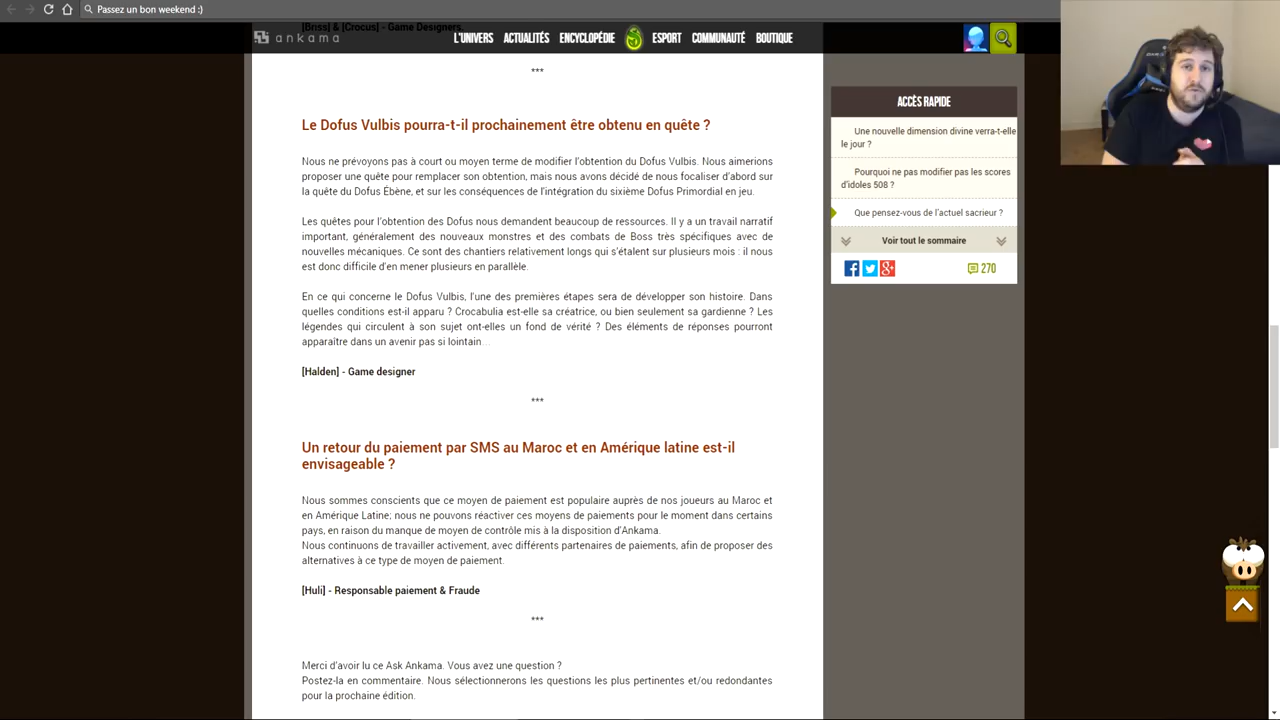 Passez un bon weekend :)
[Briss] & [Crocus] - Game Designers
ankama
L'UNIVERS ACTUALITÉS ENCYCLOPÉDIE ESPORT COMMUNAUTÉ BOUTIQUE
***
Le Dofus Vulbis pourra-t-il prochainement être obtenu en quête ?
Nous ne prévoyons pas à court ou moyen terme de modifier l'obtention du Dofus Vulbis. Nous aimerions
proposer une quête pour remplacer son obtention, mais nous avons décidé de nous focaliser d'abord sur
la quête du Dofus Ébène, et sur les conséquences de l'intégration du sixième Dofus Primordial en jeu.
Les quêtes pour l'obtention des Dofus nous demandent beaucoup de ressources. Il y a un travail narratif
important, généralement des nouveaux monstres et des combats de Boss très spécifiques avec de
nouvelles mécaniques. Ce sont des chantiers relativement longs qui s'étalent sur plusieurs mois : il nous
est donc difficile d'en mener plusieurs en parallèle.
En ce qui concerne le Dofus Vulbis, l'une des premières étapes sera de développer son histoire. Dans
quelles conditions est-il apparu ? Crocabulia est-elle sa créatrice, ou bien seulement sa gardienne ? Les
légendes qui circulent à son sujet ont-elles un fond de vérité ? Des éléments de réponses pourront
apparaître dans un avenir pas si lointain...
[Halden] - Game designer
***
Un retour du paiement par SMS au Maroc et en Amérique latine est-il
envisageable ?
Nous sommes conscients que ce moyen de paiement est populaire auprès de nos joueurs au Maroc et
en Amérique Latine; nous ne pouvons réactiver ces moyens de paiements pour le moment dans certains
pays, en raison du manque de moyen de contrôle mis à la disposition d'Ankama.
Nous continuons de travailler activement, avec différents partenaires de paiements, afin de proposer des
alternatives à ce type de moyen de paiement.
[Huli] - Responsable paiement & Fraude
***
Merci d'avoir lu ce Ask Ankama. Vous avez une question ?
Postez-la en commentaire. Nous sélectionnerons les questions les plus pertinentes et/ou redondantes
pour la prochaine édition.
ACCÈS RAPIDE
Une nouvelle dimension divine verra-t-elle
le jour ?
Pourquoi ne pas modifier pas les scores
d'idoles 508 ?
Que pensez-vous de l'actuel sacrieur ?
Voir tout le sommaire
270